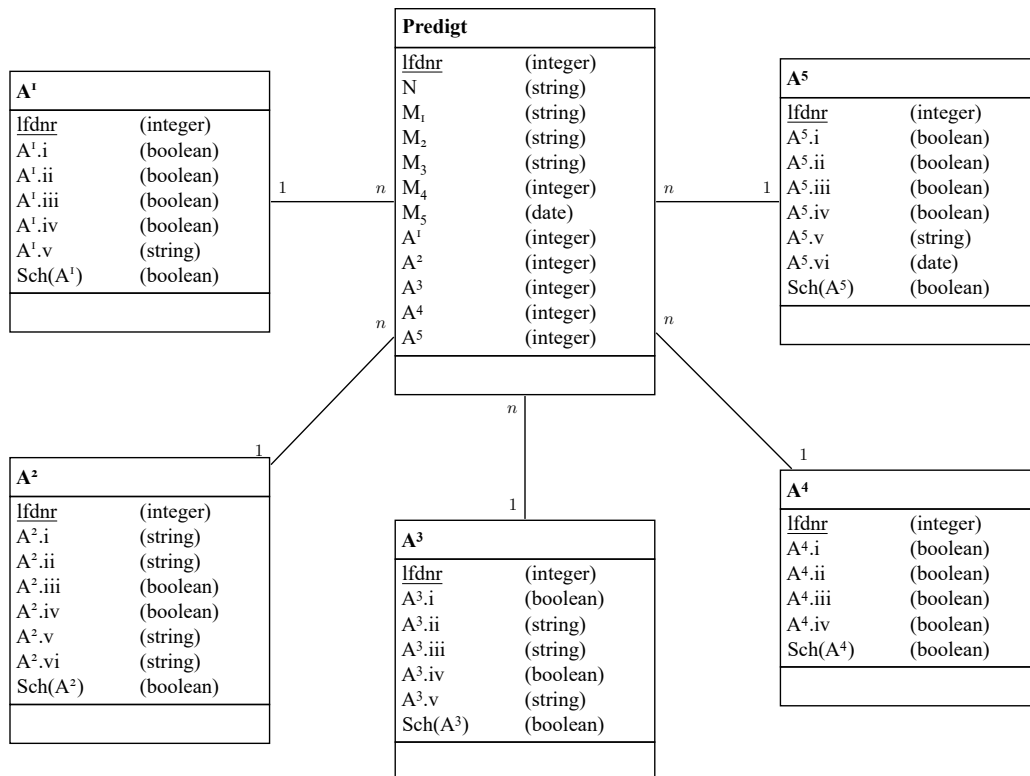 Predigt
lfdnr (integer)
N (string)
M₁ (string)
M₂ (string)
M₃ (string)
M₄ (integer)
M₅ (date)
A¹ (integer)
A² (integer)
A³ (integer)
A⁴ (integer)
A⁵ (integer)
A¹
lfdnr (integer)
A¹.i (boolean)
A¹.ii (boolean)
A¹.iii (boolean)
A¹.iv (boolean)
A¹.v (string)
Sch(A¹) (boolean)
1 n
A⁵
lfdnr (integer)
A⁵.i (boolean)
A⁵.ii (boolean)
A⁵.iii (boolean)
A⁵.iv (boolean)
A⁵.v (string)
A⁵.vi (date)
Sch(A⁵) (boolean)
n 1
n
1
A²
lfdnr (integer)
A².i (string)
A².ii (string)
A².iii (boolean)
A².iv (boolean)
A².v (string)
A².vi (string)
Sch(A²) (boolean)
n
1
A³
lfdnr (integer)
A³.i (boolean)
A³.ii (string)
A³.iii (string)
A³.iv (boolean)
A³.v (string)
Sch(A³) (boolean)
n
1
A⁴
lfdnr (integer)
A⁴.i (boolean)
A⁴.ii (boolean)
A⁴.iii (boolean)
A⁴.iv (boolean)
Sch(A⁴) (boolean)